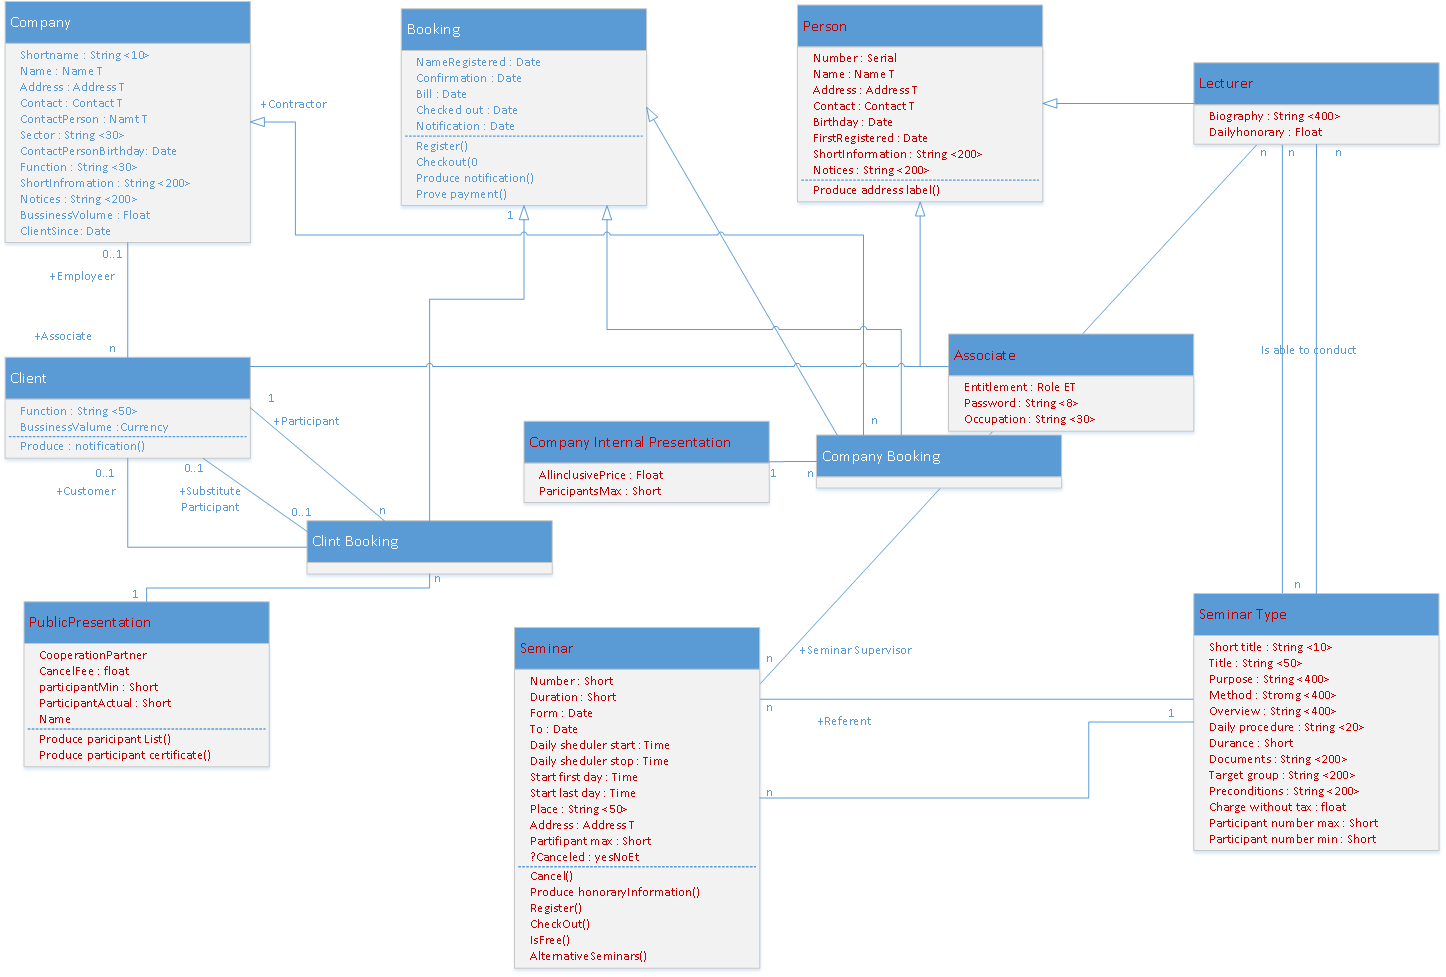 Company
Shortname : String <10>
Name : Name T
Address : Address T
Contact : Contact T
ContactPerson : Namt T
Sector : String <30>
ContactPersonBirthday: Date
Function : String <30>
ShortInfromation : String <200>
Notices : String <200>
BussinessVolume : Float
ClientSince: Date
+Contractor
Booking
NameRegistered : Date
Confirmation : Date
Bill : Date
Checked out : Date
Notification : Date
Register()
Checkout(0
Produce notification()
Prove payment()
1
Person
Number : Serial
Name : Name T
Address : Address T
Contact : Contact T
Birthday : Date
FirstRegistered : Date
ShortInformation : String <200>
Notices : String <200>
Produce address label()
Lecturer
Biography : String <400>
Dailyhonorary : Float
n
n
n
0..1
+Employeer
+Associate
n
Is able to conduct
Client
Function : String <50>
BussinessValume :Currency
Produce : notification()
1
+Participant
Associate
Entitlement : Role ET
Password : String <8>
Occupation : String <30>
n
Company Internal Presentation
AllinclusivePrice : Float
ParicipantsMax : Short
1
n
Company Booking
0..1
+Customer
0..1
+Substitute
Participant
0..1
n
Clint Booking
n
1
PublicPresentation
CooperationPartner
CancelFee : float
participantMin : Short
ParticipantActual : Short
Name
Produce paricipant List()
Produce participant certificate()
Seminar
Number : Short
Duration : Short
Form : Date
To : Date
Daily sheduler start : Time
Daily sheduler stop : Time
Start first day : Time
Start last day : Time
Place : String <50>
Address : Address T
Partifipant max : Short
?Canceled : yesNoEt
Cancel()
Produce honoraryInformation()
Register()
CheckOut()
IsFree()
AlternativeSeminars()
n
+Seminar Supervisor
n
+Referent
1
n
n
Seminar Type
Short title : String <10>
Title : String <50>
Purpose : String <400>
Method : Stromg <400>
Overview : String <400>
Daily procedure : String <20>
Durance : Short
Documents : String <200>
Target group : String <200>
Preconditions : String <200>
Charge without tax : float
Participant number max : Short
Participant number min : Short